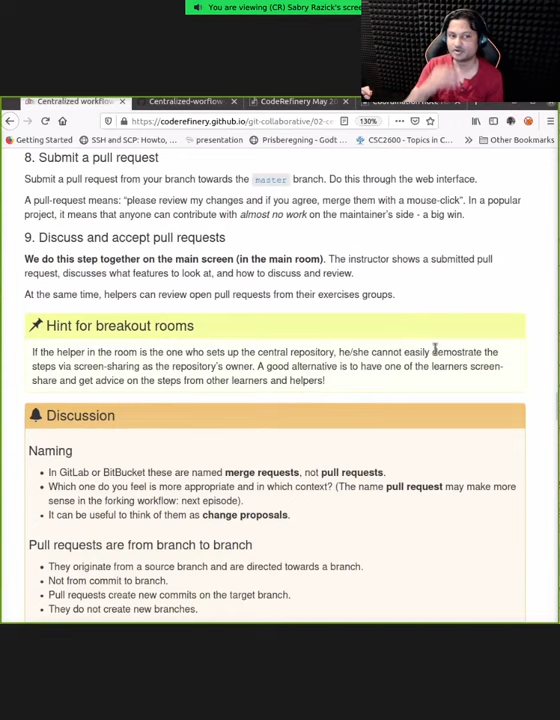 You are viewing (CR) Sabry Razick's scree
Centralized workflow
Centralized-worflow
CodeRefinery May 20
https://coderefinery.github.io/git-collaborative/02-ce
130%
Getting Started
SSH and SCP: Howto,
presentation
Prisberegning - Godt
CSC2600 - Topics in C
Other Bookmarks
8. Submit a pull request
Submit a pull request from your branch towards the master branch. Do this through the web interface.
A pull-request means: "please review my changes and if you agree, merge them with a mouse-click". In a popular
project, it means that anyone can contribute with almost no work on the maintainer's side - a big win.
9. Discuss and accept pull requests
We do this step together on the main screen (in the main room). The instructor shows a submitted pull
request, discusses what features to look at, and how to discuss and review.
At the same time, helpers can review open pull requests from their exercises groups.
Hint for breakout rooms
If the helper in the room is the one who sets up the central repository, he/she cannot easily demostrate the
steps via screen-sharing as the repository's owner. A good alternative is to have one of the learners screen-
share and get advice on the steps from other learners and helpers!
Discussion
Naming
In GitLab or BitBucket these are named merge requests, not pull requests.
Which one do you feel is more appropriate and in which context? (The name pull request may make more
sense in the forking workflow: next episode).
It can be useful to think of them as change proposals.
Pull requests are from branch to branch
They originate from a source branch and are directed towards a branch.
Not from commit to branch.
Pull requests create new commits on the target branch.
They do not create new branches.